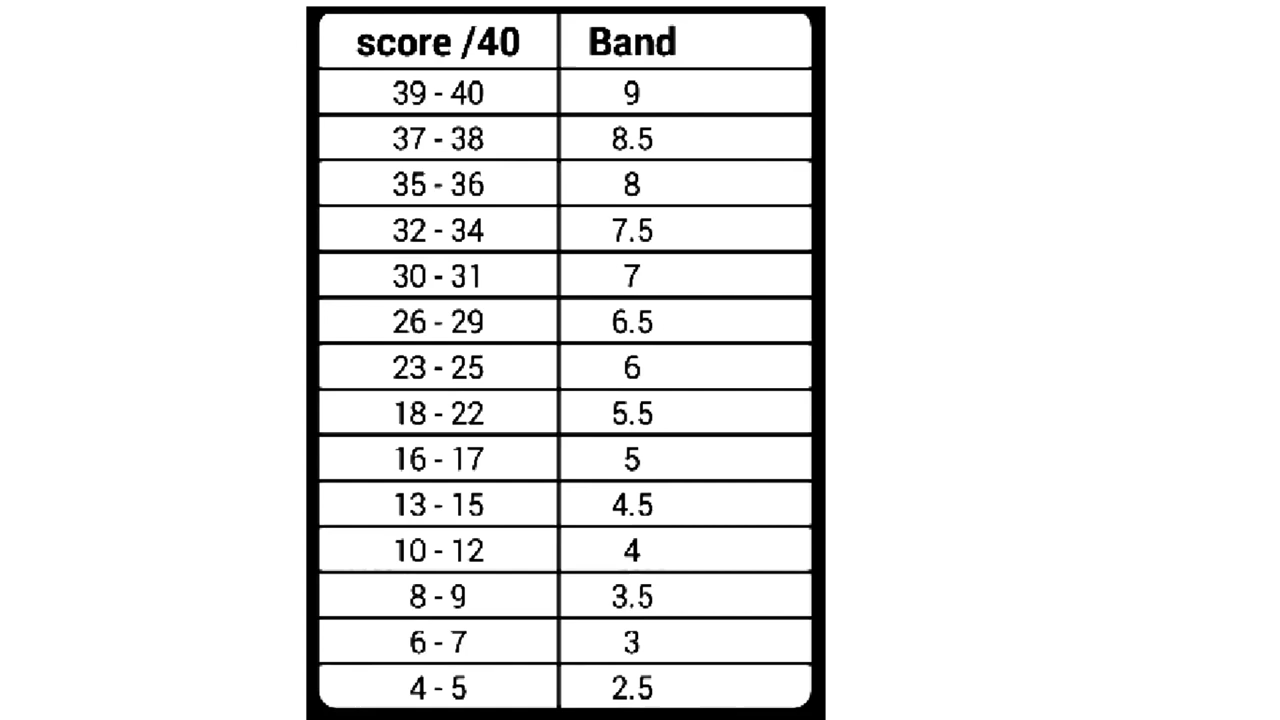 score /40 Band
39 - 40 9
37 - 38 8.5
35 - 36 8
32 - 34 7.5
30 - 31 7
26 - 29 6.5
23 - 25 6
18 - 22 5.5
16 - 17 5
13 - 15 4.5
10 - 12 4
8 - 9 3.5
6 - 7 3
4 - 5 2.5